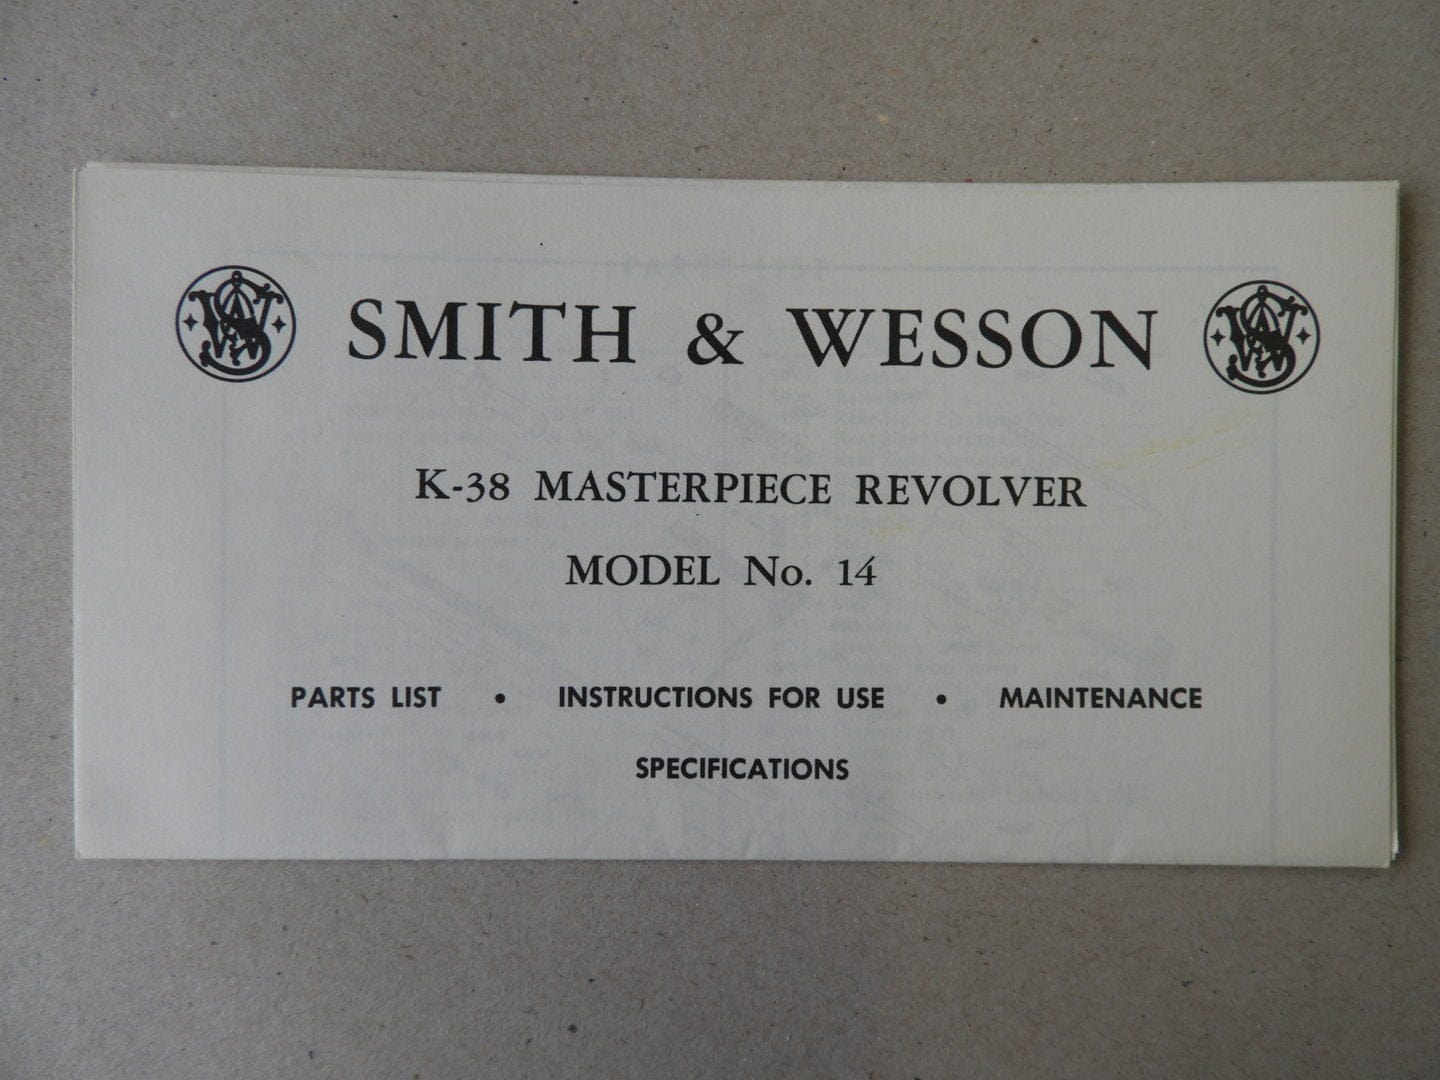 SMITH & WESSON
K-38 MASTERPIECE REVOLVER
MODEL No. 14
PARTS LIST • INSTRUCTIONS FOR USE • MAINTENANCE
SPECIFICATIONS